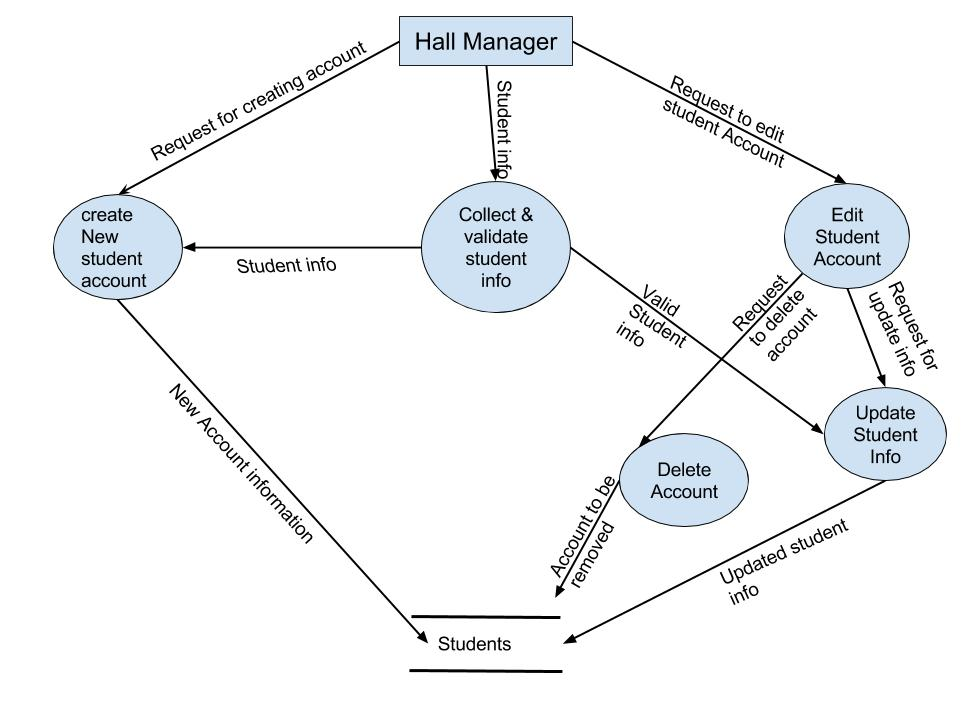 Hall Manager
Request for creating account
Student info
Request to edit
student Account
create
New
student
account
Collect &
validate
student
info
Edit
Student
Account
Student info
Valid
Student
info
Request
to delete
account
Request for
update info
New Account information
Update
Student
Info
Delete
Account
Account to be
removed
Updated student
info
Students